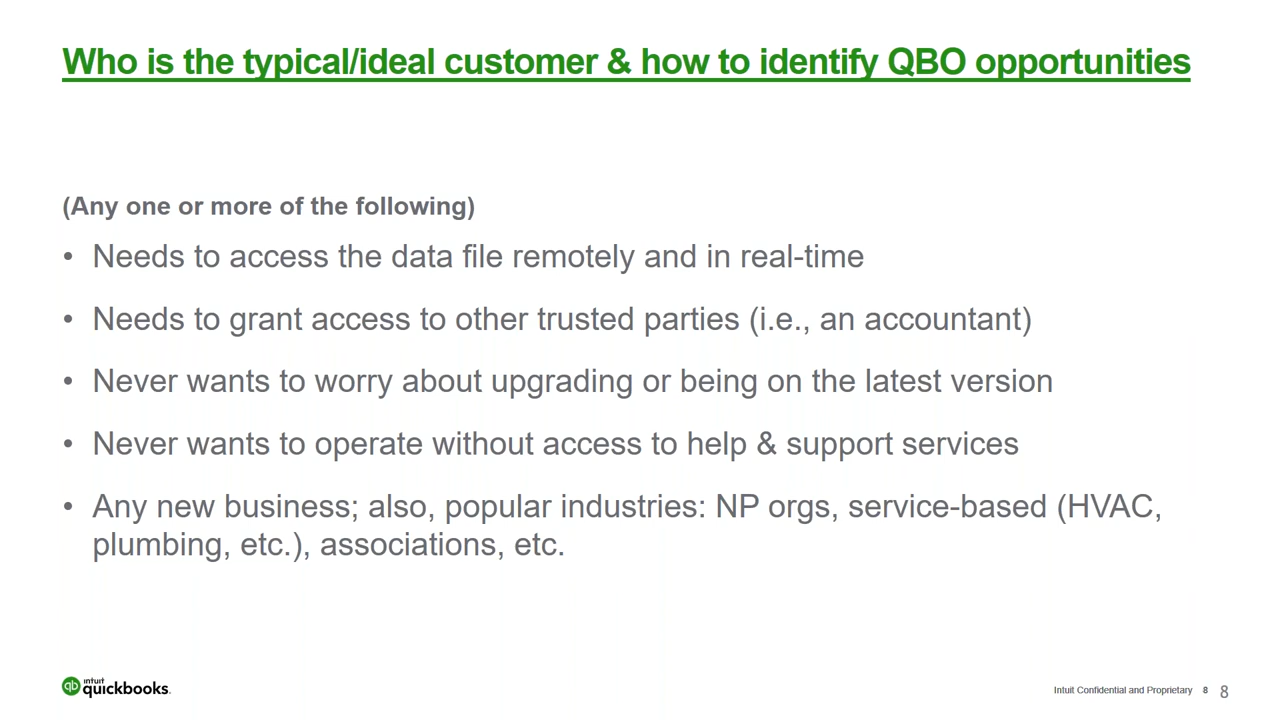 Who is the typical/ideal customer & how to identify QBO opportunities
(Any one or more of the following)
• Needs to access the data file remotely and in real-time
• Needs to grant access to other trusted parties (i.e., an accountant)
• Never wants to worry about upgrading or being on the latest version
• Never wants to operate without access to help & support services
• Any new business; also, popular industries: NP orgs, service-based (HVAC,
plumbing, etc.), associations, etc.
qb intuit quickbooks.
Intuit Confidential and Proprietary 8 8